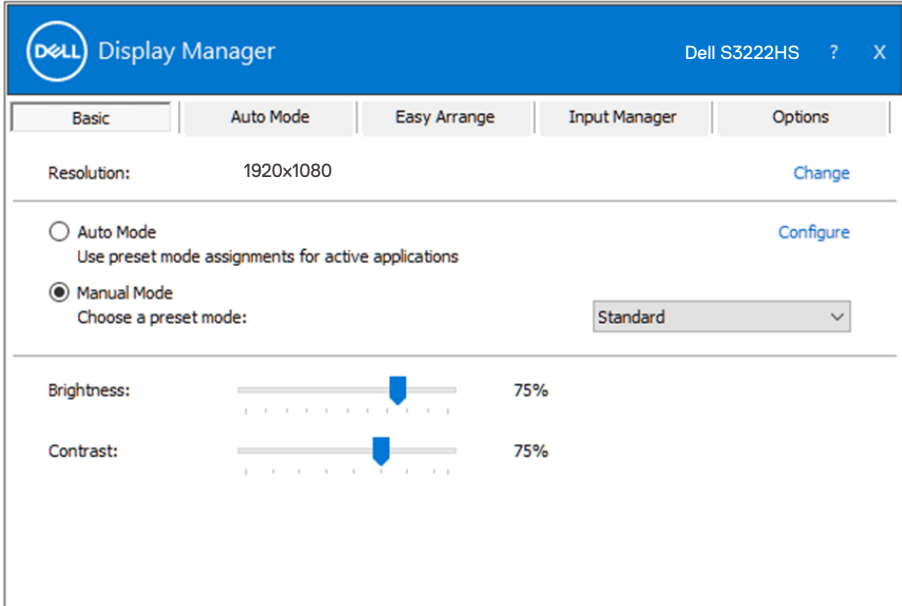 DELL Display Manager Dell S3222HS ? X
Basic Auto Mode Easy Arrange Input Manager Options
Resolution: 1920x1080 Change
Auto Mode Configure
Use preset mode assignments for active applications
Manual Mode
Choose a preset mode: Standard
Brightness: 75%
Contrast: 75%